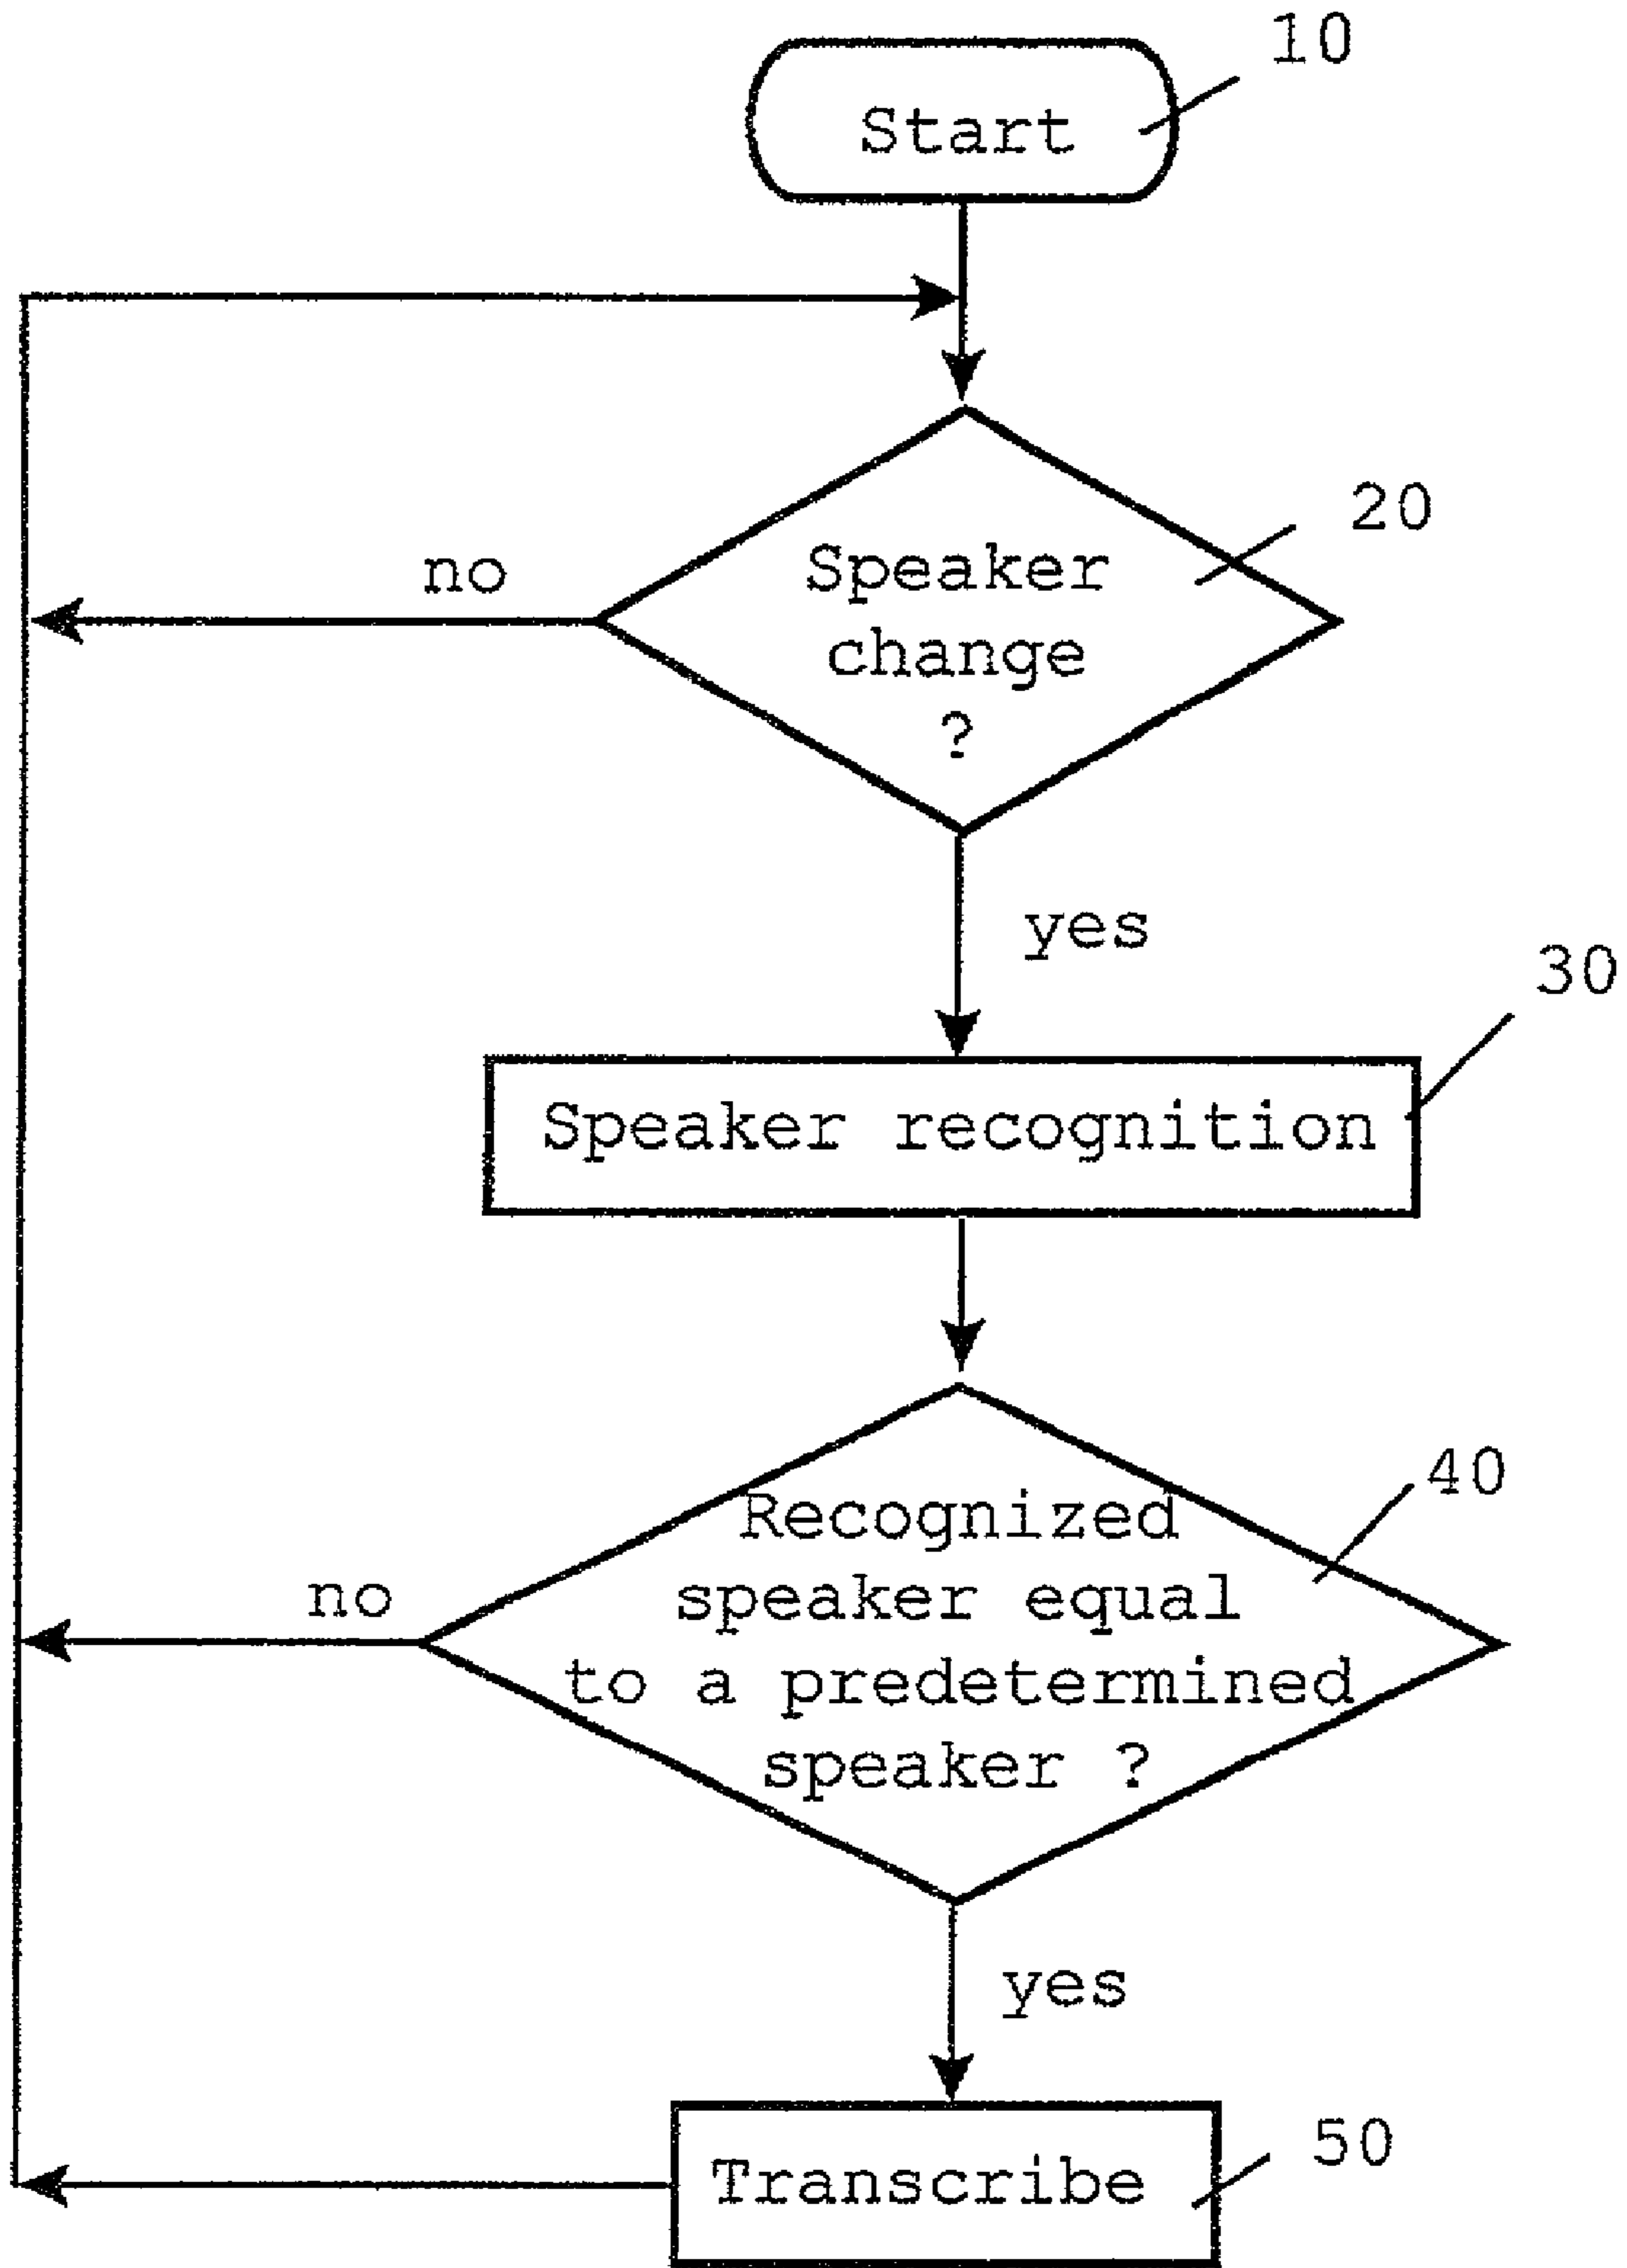 10
Start
20
Speaker
change
?
no
yes
30
Speaker recognition
40
Recognized
speaker equal
to a predetermined
speaker ?
no
yes
50
Transcribe